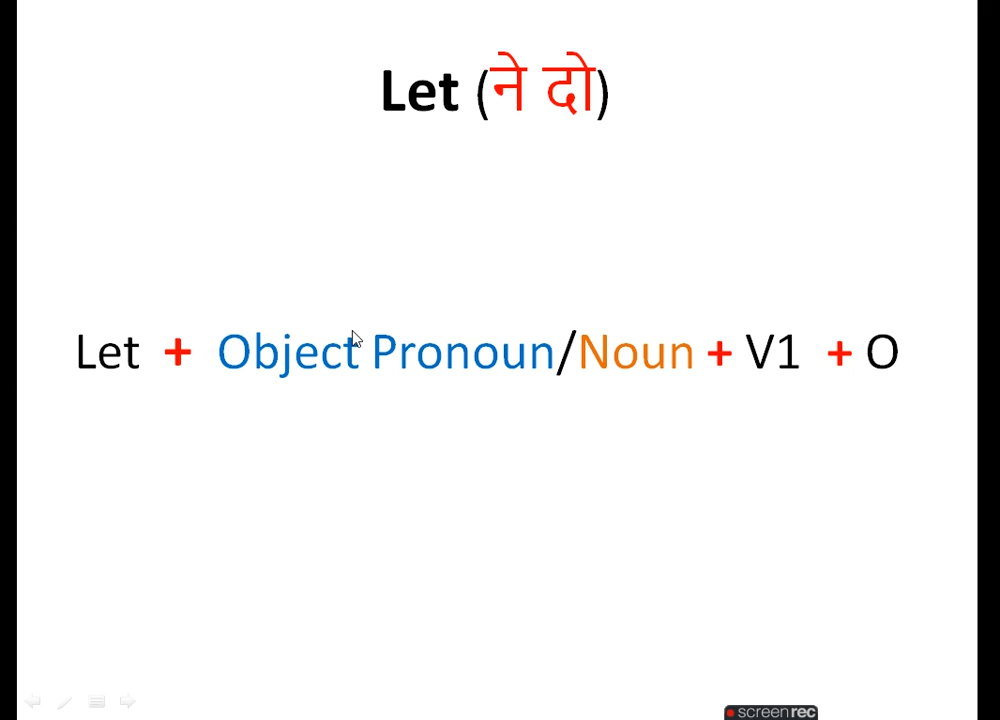 Let (ने दो)
Let + Object Pronoun/Noun + V1 + O
screenrec